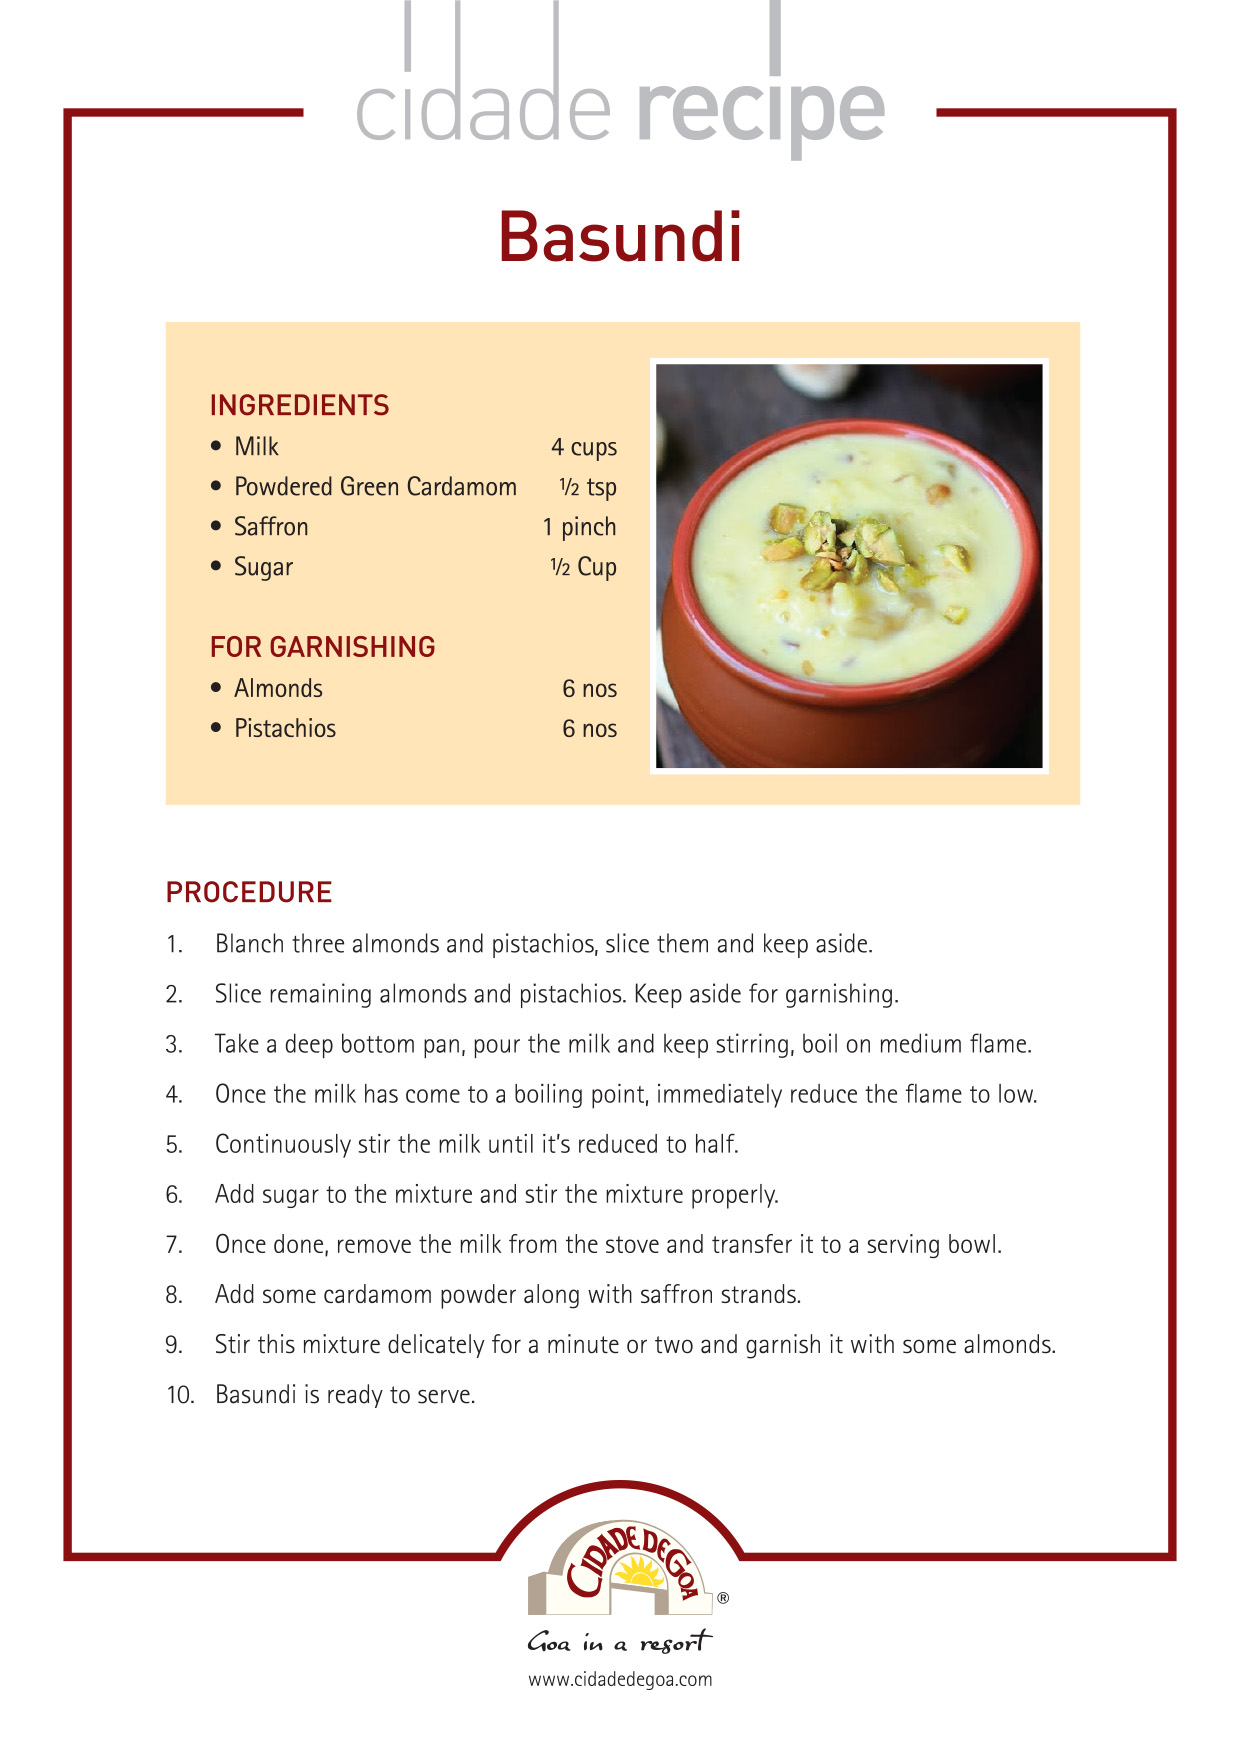 cidade recipe
Basundi
INGREDIENTS
• Milk 4 cups
• Powdered Green Cardamom ½ tsp
• Saffron 1 pinch
• Sugar ½ Cup
FOR GARNISHING
• Almonds 6 nos
• Pistachios 6 nos
PROCEDURE
1. Blanch three almonds and pistachios, slice them and keep aside.
2. Slice remaining almonds and pistachios. Keep aside for garnishing.
3. Take a deep bottom pan, pour the milk and keep stirring, boil on medium flame.
4. Once the milk has come to a boiling point, immediately reduce the flame to low.
5. Continuously stir the milk until it's reduced to half.
6. Add sugar to the mixture and stir the mixture properly.
7. Once done, remove the milk from the stove and transfer it to a serving bowl.
8. Add some cardamom powder along with saffron strands.
9. Stir this mixture delicately for a minute or two and garnish it with some almonds.
10. Basundi is ready to serve.
CIDADE DE GOA
®
Goa in a resort
www.cidadedegoa.com